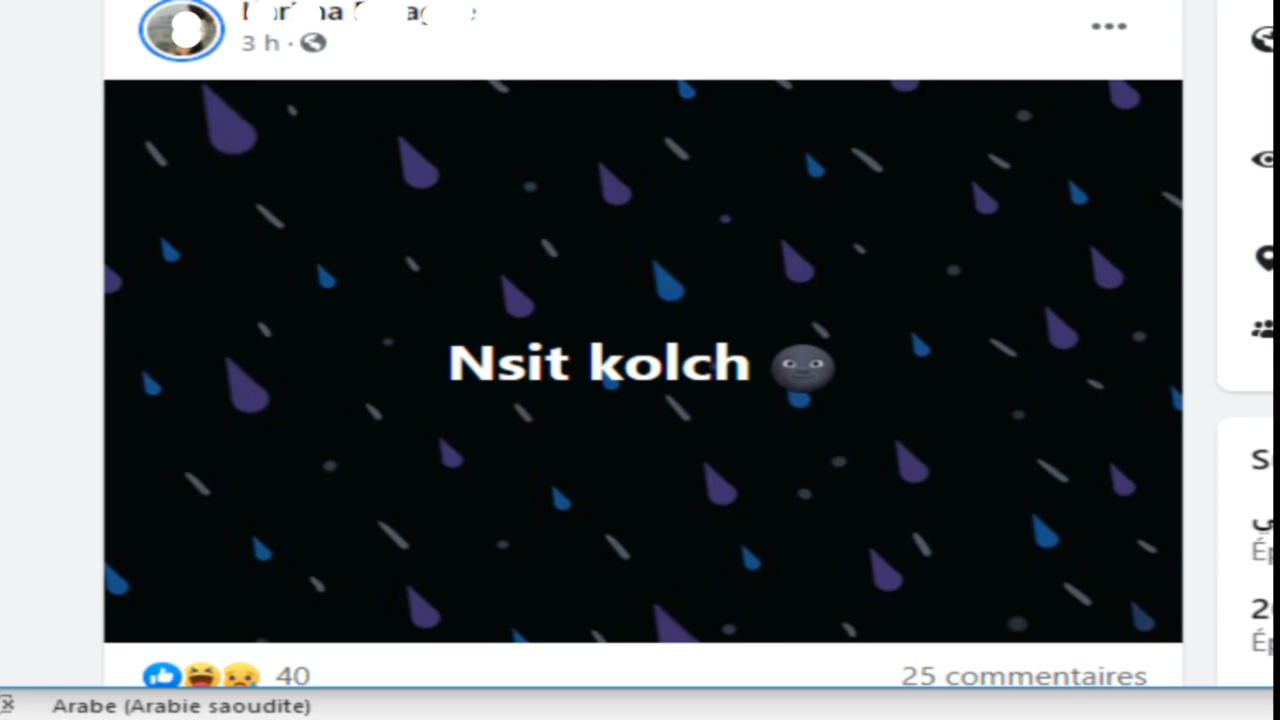 3 h ·
Nsit kolch
40
25 commentaires
Arabe (Arabie saoudite)